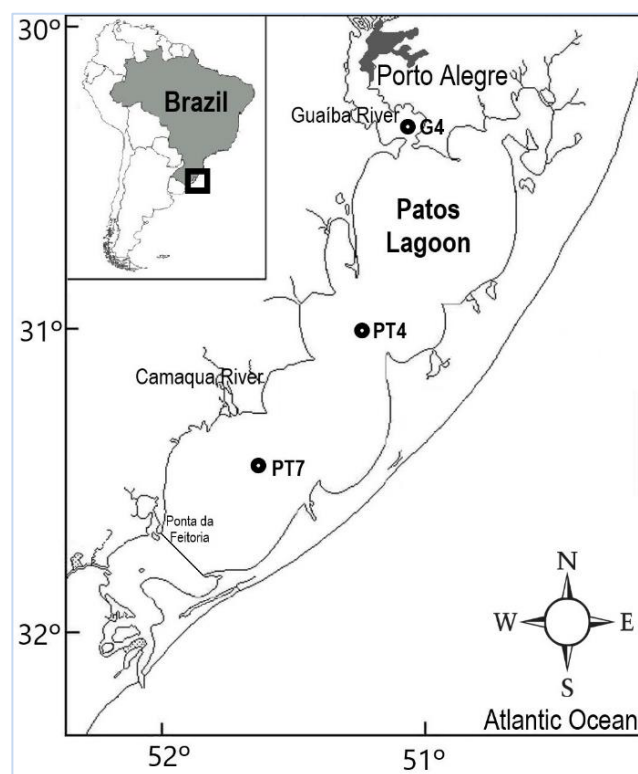 30°
Brazil
Porto Alegre
Guaíba River
G4
Patos
Lagoon
31°
PT4
Camaqua River
PT7
Ponta da
Feitoria
32°
N
W
E
S
Atlantic Ocean
52°
51°